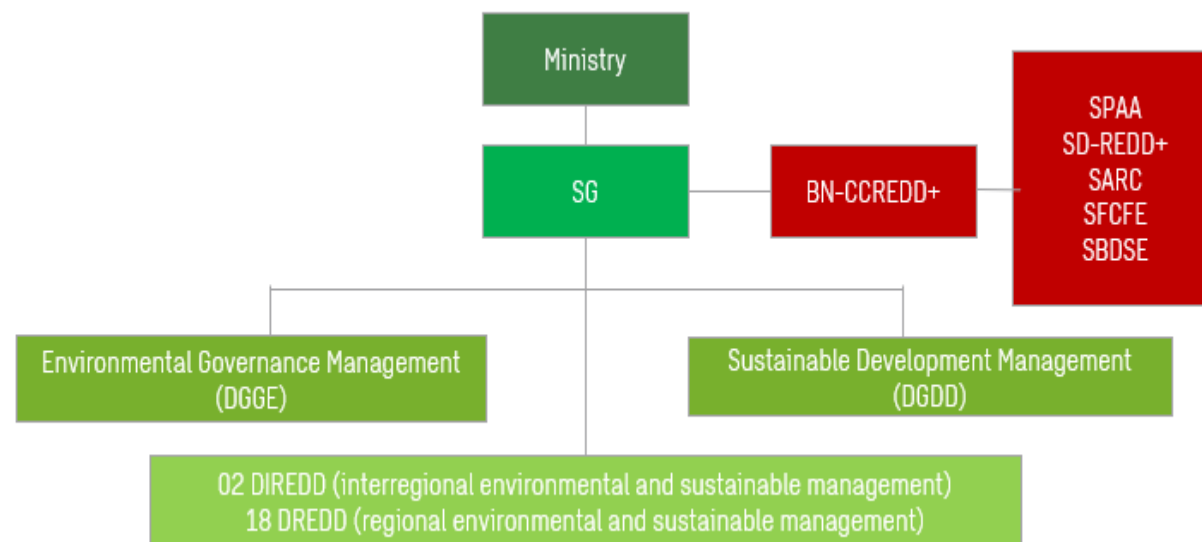 Ministry
SG
BN-CCREDD+
SPAA
SD-REDD+
SARC
SFCFE
SBDSE
Environmental Governance Management
(DGGE)
Sustainable Development Management
(DGDD)
02 DIREDD (interregional environmental and sustainable management)
18 DREDD (regional environmental and sustainable management)